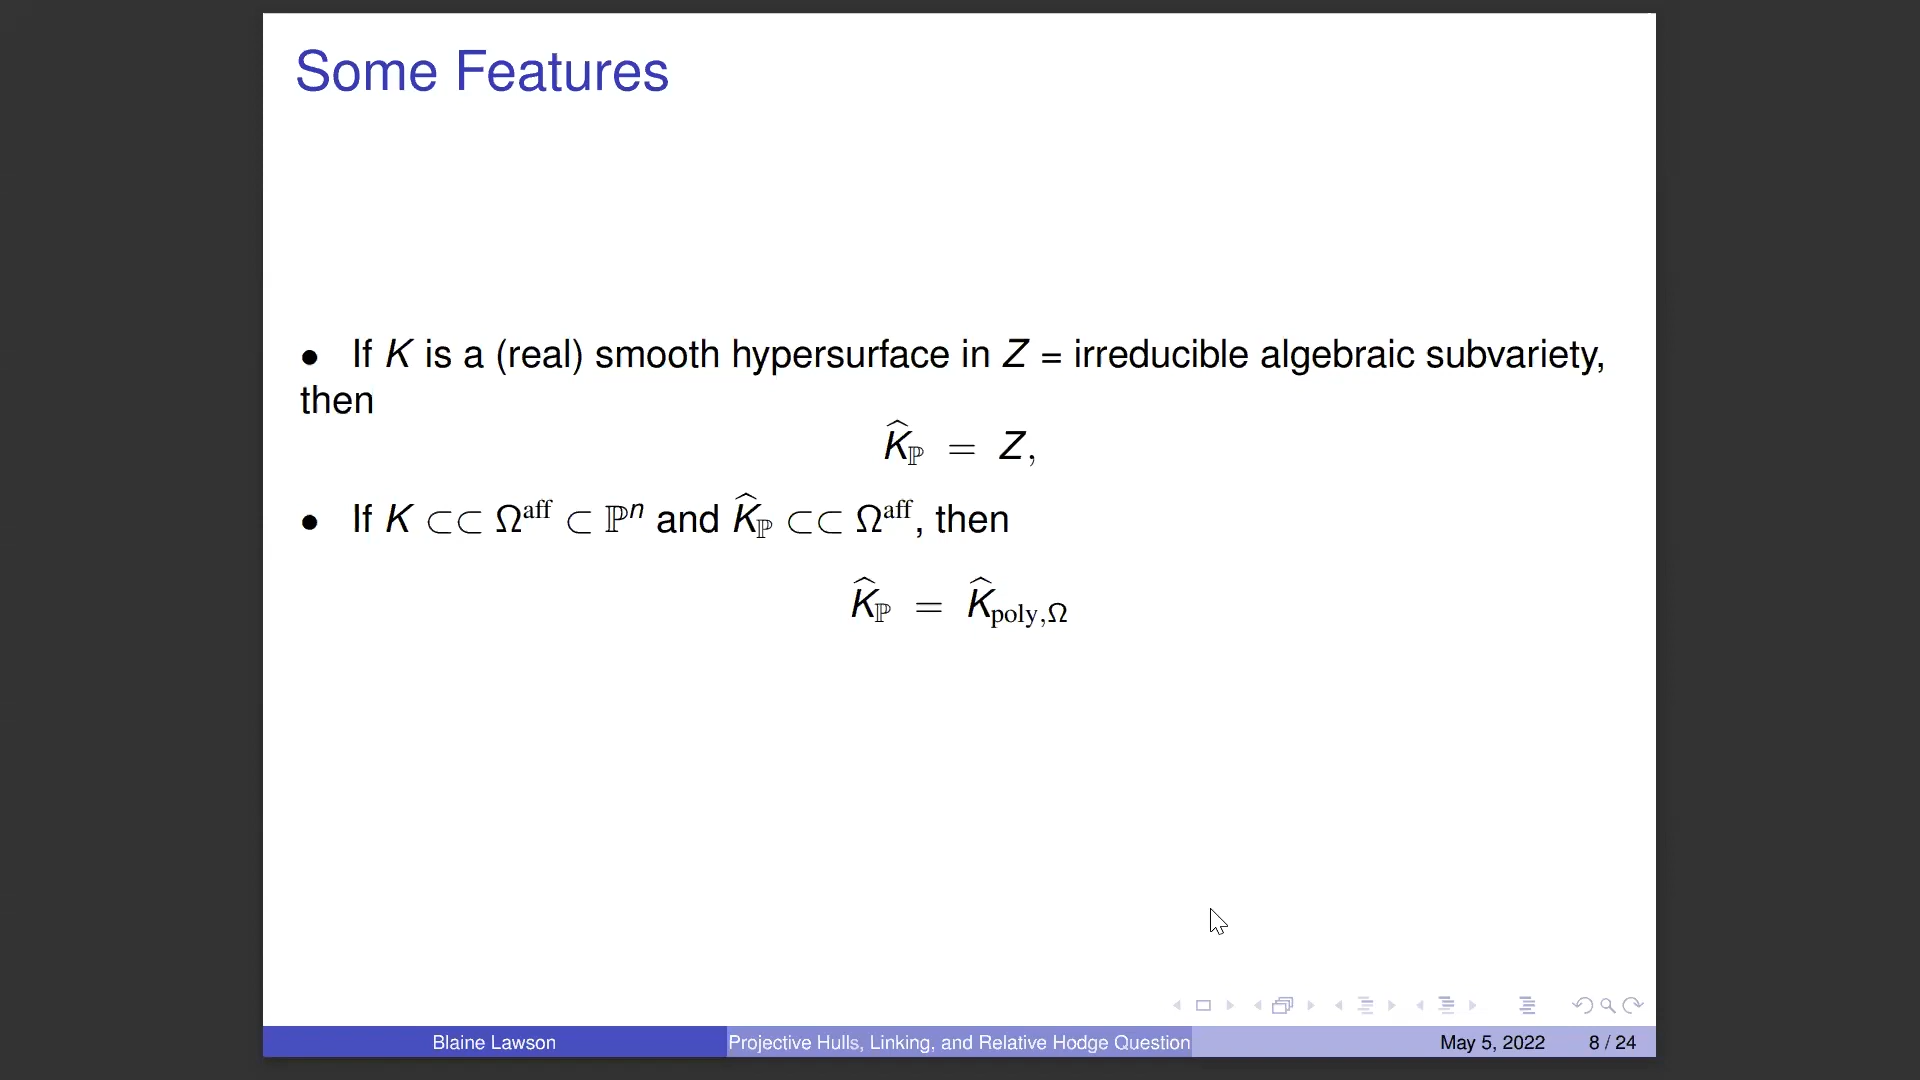 Some Features
• If K is a (real) smooth hypersurface in Z = irreducible algebraic subvariety,
then
K̂_ℙ = Z,
• If K ⊂⊂ Ω^aff ⊂ ℙ^n and K̂_ℙ ⊂⊂ Ω^aff, then
K̂_ℙ = K̂_poly,Ω
Blaine Lawson Projective Hulls, Linking, and Relative Hodge Question May 5, 2022 8 / 24